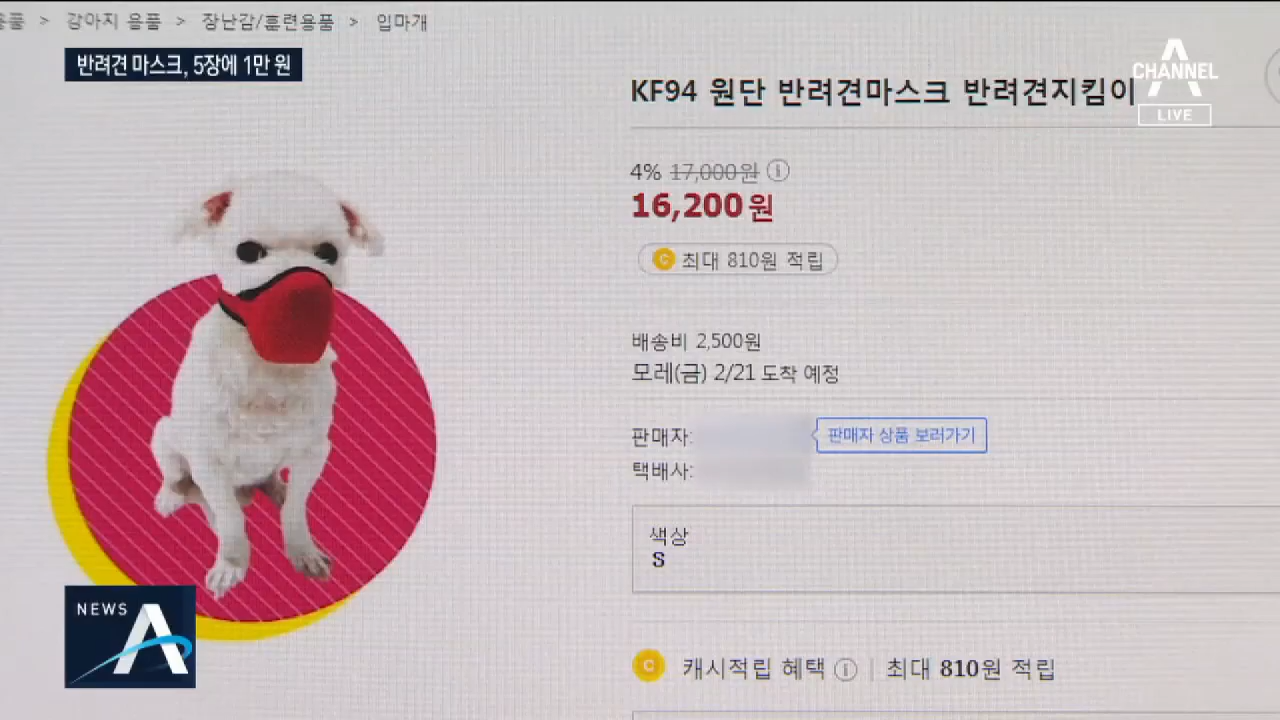 용품 > 강아지 용품 > 장난감/훈련용품 > 입마개
반려견 마스크, 5장에 1만 원
CHANNEL A
LIVE
KF94 원단 반려견마스크 반려견지킴이
4% 17,000원
16,200원
C 최대 810원 적립
배송비 2,500원
모레(금) 2/21 도착 예정
판매자:
판매자 상품 보러가기
택배사:
색상
S
C 캐시적립 혜택 | 최대 810원 적립
NEWS A